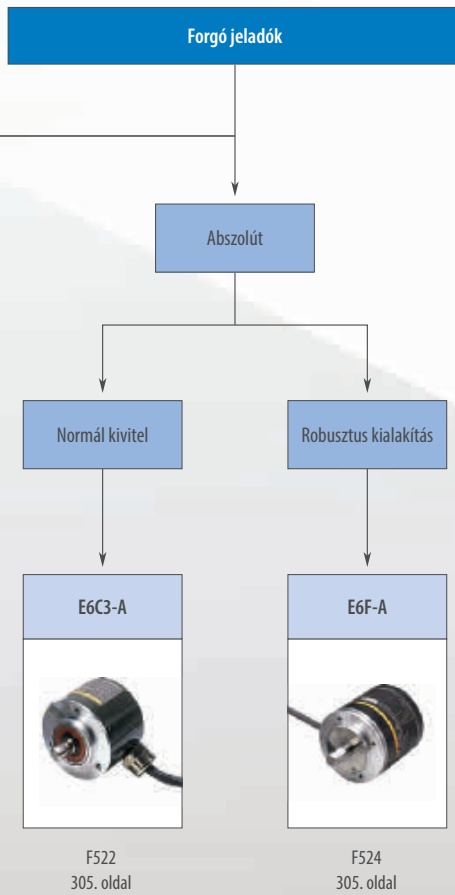 Forgó jeladók
Abszolút
Normál kivitel
Robusztus kialakítás
E6C3-A
E6F-A
F522
305. oldal
F524
305. oldal